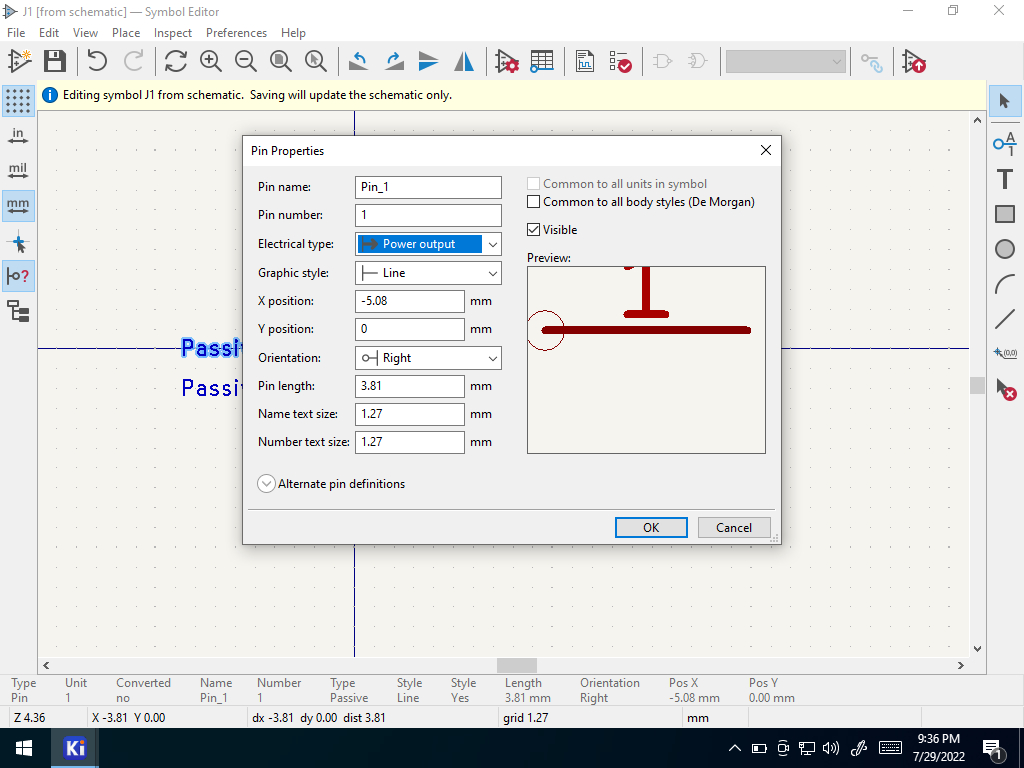 J1 [from schematic] — Symbol Editor
File Edit View Place Inspect Preferences Help
Editing symbol J1 from schematic. Saving will update the schematic only.
in
mil
mm
Pin Properties
Pin name: Pin_1
Pin number: 1
Electrical type: Power output
Graphic style: Line
X position: -5.08 mm
Y position: 0 mm
Orientation: Right
Pin length: 3.81 mm
Name text size: 1.27 mm
Number text size: 1.27 mm
Common to all units in symbol
Common to all body styles (De Morgan)
Visible
Preview:
1
Alternate pin definitions
OK Cancel
A
1
T
(0,0)
Type Unit Converted Name Number Type Style Style Length Orientation Pos X Pos Y
Pin 1 no Pin_1 1 Passive Line Yes 3.81 mm Right -5.08 mm 0.00 mm
Z 4.36 X -3.81 Y 0.00 dx -3.81 dy 0.00 dist 3.81 grid 1.27 mm
Ki
9:36 PM
7/29/2022
1